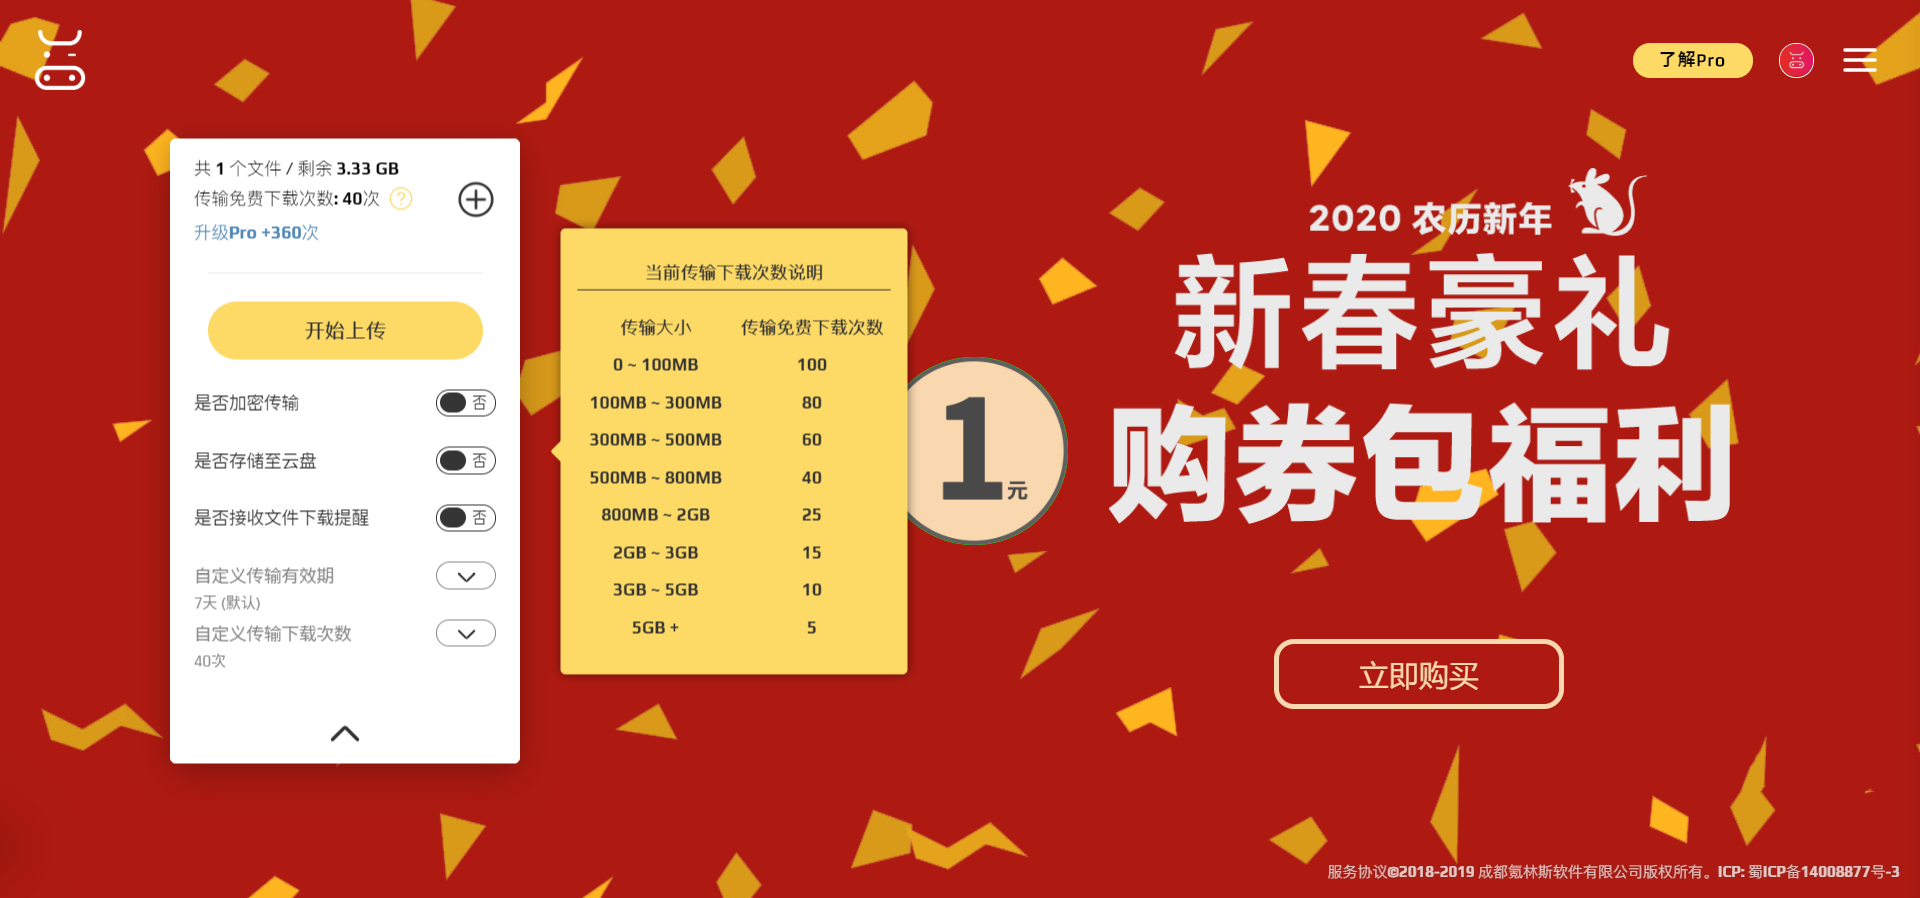 了解Pro
共 1 个文件 / 剩余 3.33 GB
传输免费下载次数: 40次 ?
升级Pro +360次
开始上传
是否加密传输 否
是否存储至云盘 否
是否接收文件下载提醒 否
自定义传输有效期
7天 (默认)
自定义传输下载次数
40次
当前传输下载次数说明
传输大小 传输免费下载次数
0 ~ 100MB 100
100MB ~ 300MB 80
300MB ~ 500MB 60
500MB ~ 800MB 40
800MB ~ 2GB 25
2GB ~ 3GB 15
3GB ~ 5GB 10
5GB + 5
1元
2020 农历新年
新春豪礼
购券包福利
立即购买
服务协议©2018-2019 成都氪林斯软件有限公司版权所有。ICP: 蜀ICP备14008877号-3